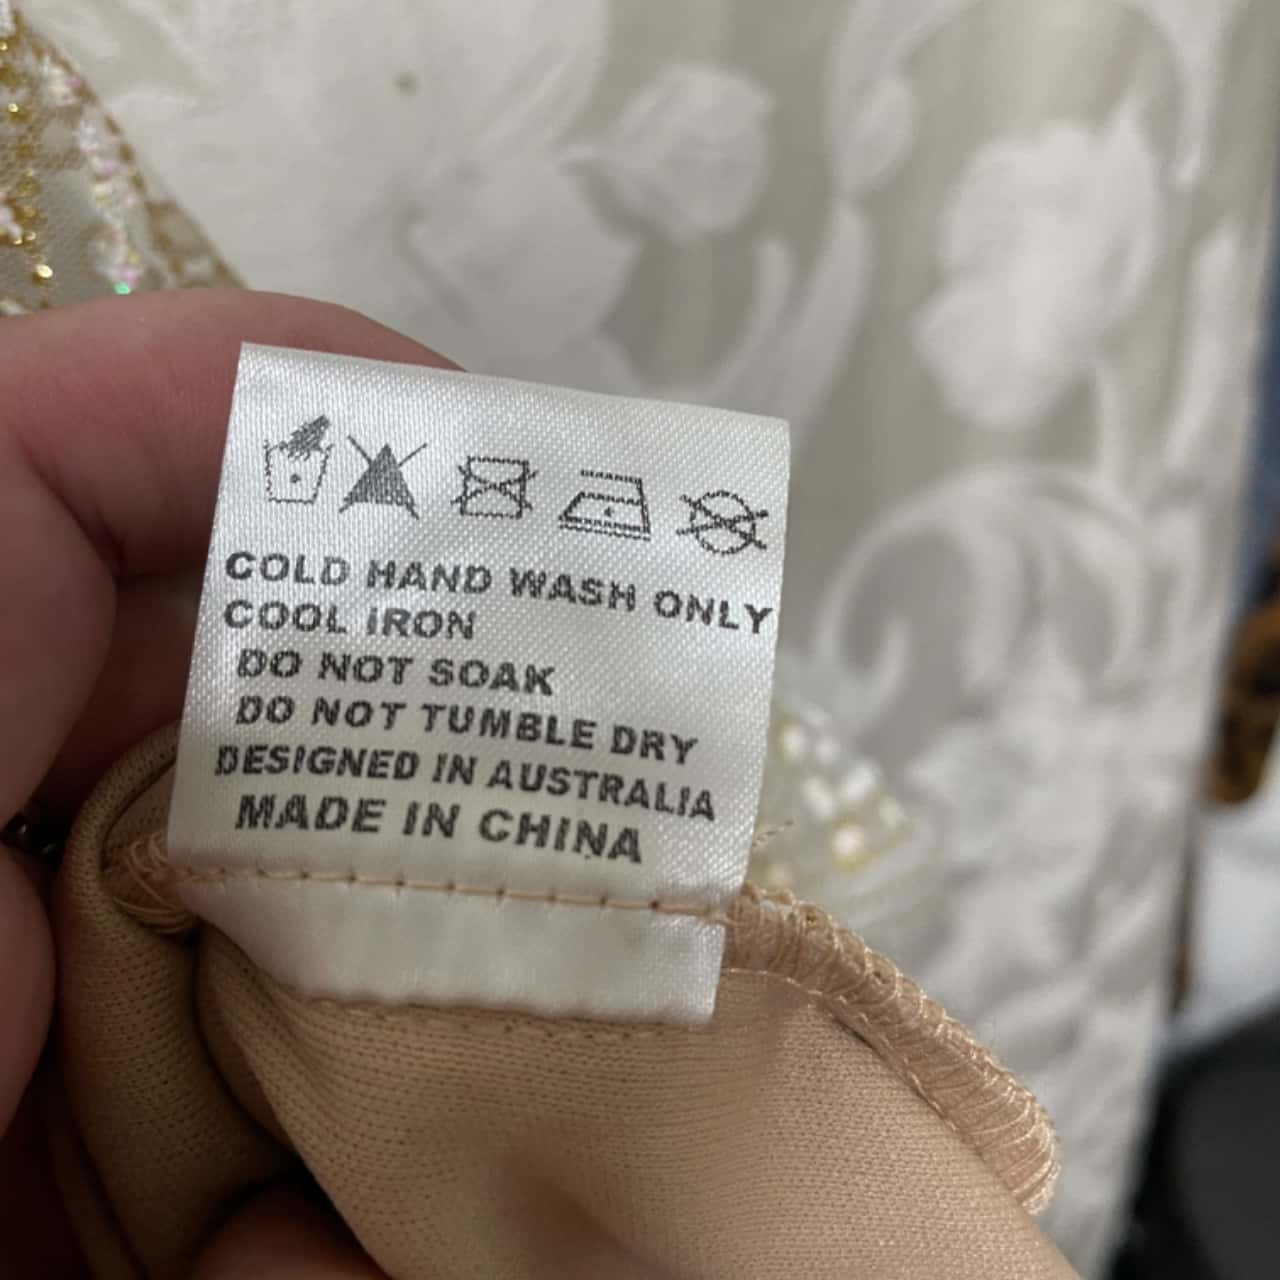 COLD HAND WASH ONLY
COOL IRON
DO NOT SOAK
DO NOT TUMBLE DRY
DESIGNED IN AUSTRALIA
MADE IN CHINA